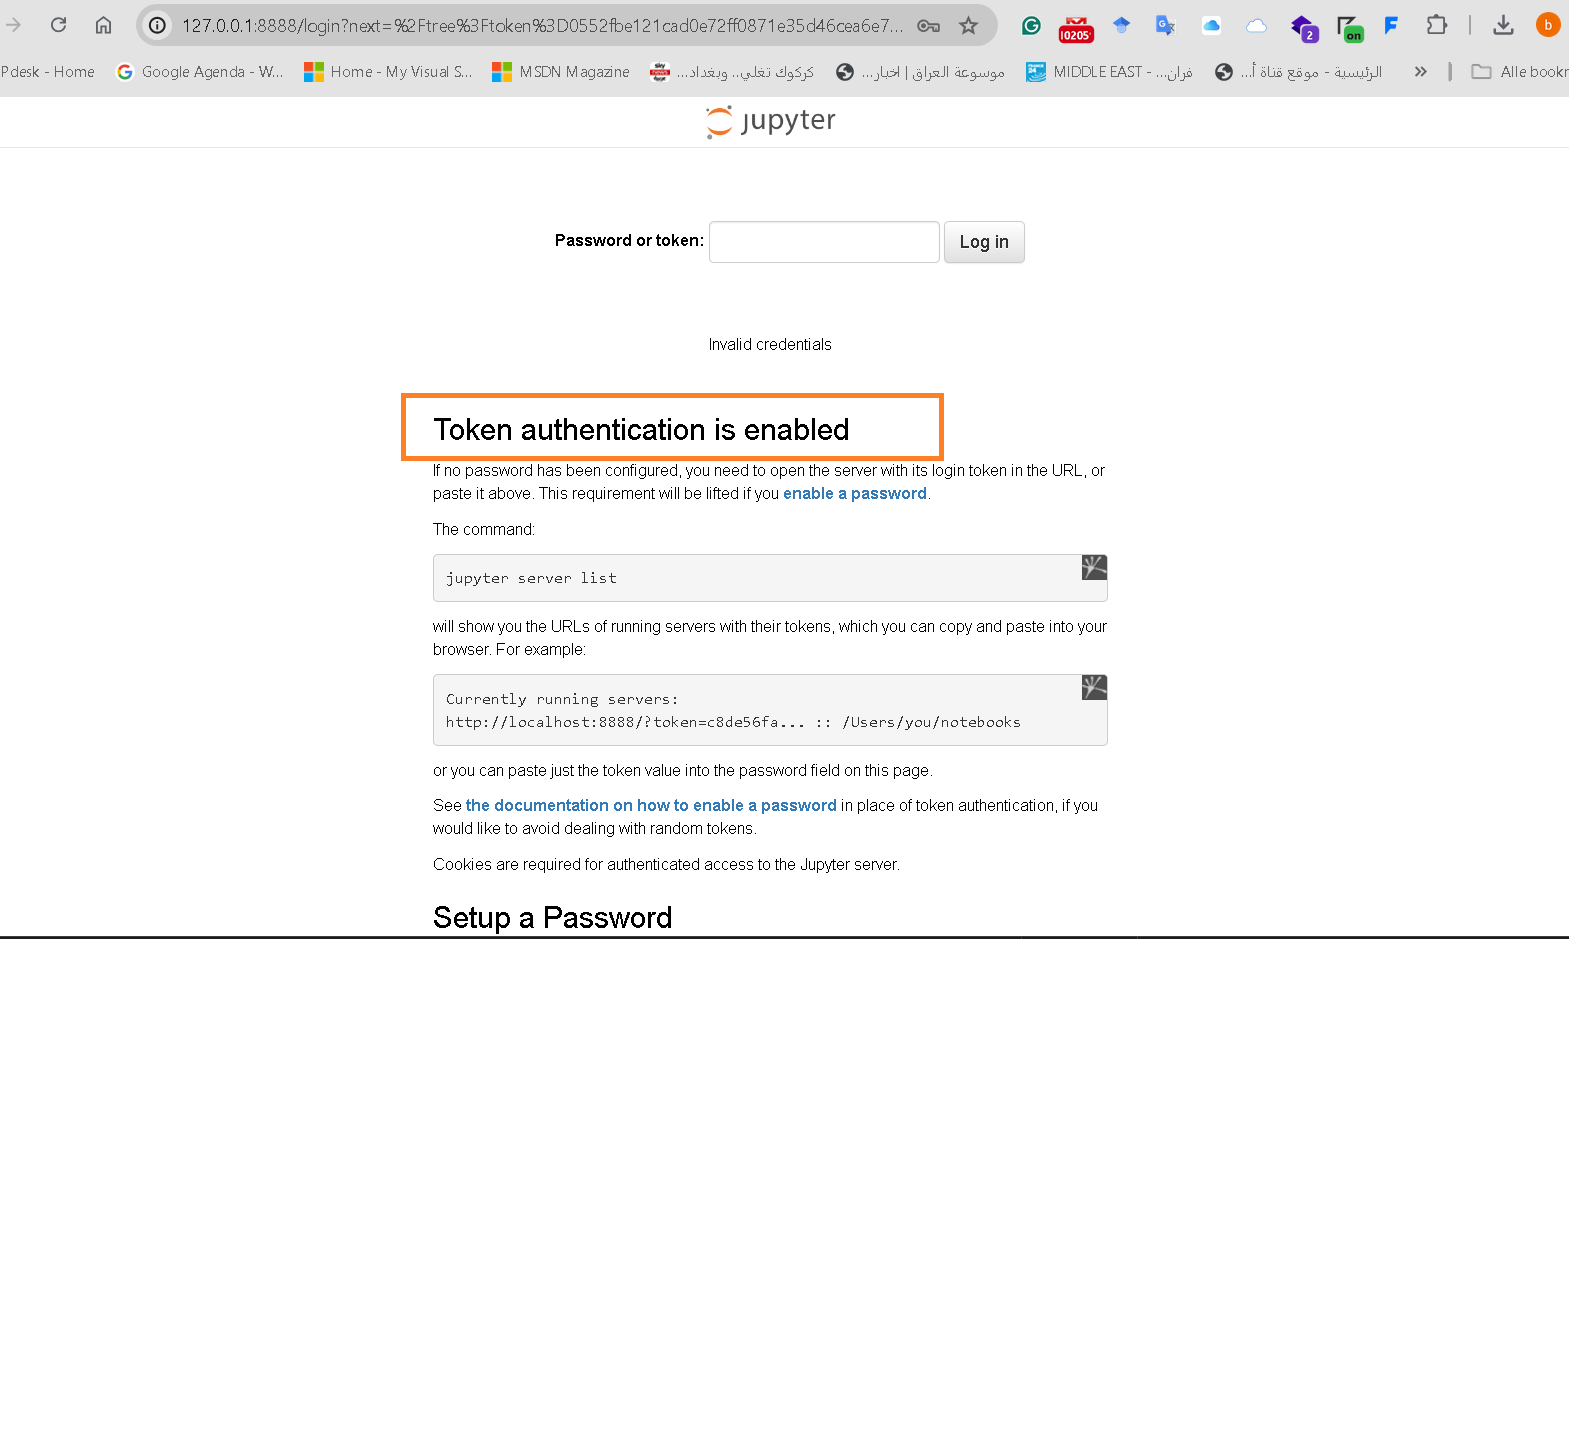 127.0.0.1:8888/login?next=%2Ftree%3Ftoken%3D0552fbe121cad0e72ff0871e35d46cea6e7...
10205
2
on
b
Pdesk - Home
Google Agenda - W...
Home - My Visual S...
MSDN Magazine
sky news عربية
كركوك تغلي.. وبغداد...
موسوعة العراق | اخبار...
FRANCE 24
MIDDLE EAST - ...فران
الرئيسية - موقع قناة أ...
Alle bookr
jupyter
Password or token:
Log in
Invalid credentials
Token authentication is enabled
If no password has been configured, you need to open the server with its login token in the URL, or
paste it above. This requirement will be lifted if you enable a password.
The command:
jupyter server list
will show you the URLs of running servers with their tokens, which you can copy and paste into your
browser. For example:
Currently running servers:
http://localhost:8888/?token=c8de56fa... :: /Users/you/notebooks
or you can paste just the token value into the password field on this page.
See the documentation on how to enable a password in place of token authentication, if you
would like to avoid dealing with random tokens.
Cookies are required for authenticated access to the Jupyter server.
Setup a Password